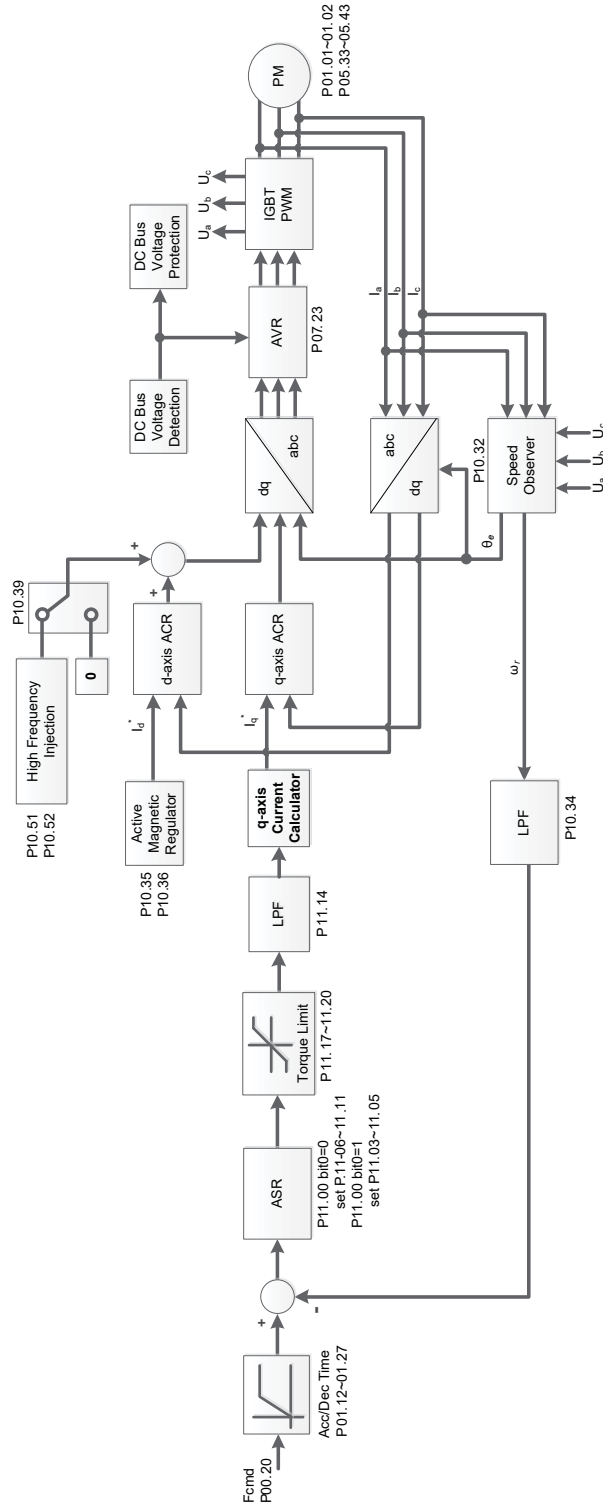 Fcmd
P00.20
Acc/Dec Time
P01.12~01.27
+
-
ASR
P11.00 bit0=0
set P.11-06~11.11
P11.00 bit0=1
set P11.03~11.05
Torque Limit
P11.17~11.20
LPF
P11.14
q-axis
Current
Calculator
P10.51
P10.52
High Frequency
Injection
0
P10.39
P10.35
P10.36
Active
Magnetic
Regulator
Id*
Iq*
d-axis ACR
q-axis ACR
+
+
dq
abc
DC Bus
Voltage
Detection
DC Bus
Voltage
Protection
AVR
P07.23
IGBT
PWM
Ua
Ub
Uc
PM
P01.01~01.02
P05.33~05.43
Ia
Ib
Ic
abc
dq
P10.32
Speed
Observer
Ua
Ub
Uc
θe
ωr
LPF
P10.34